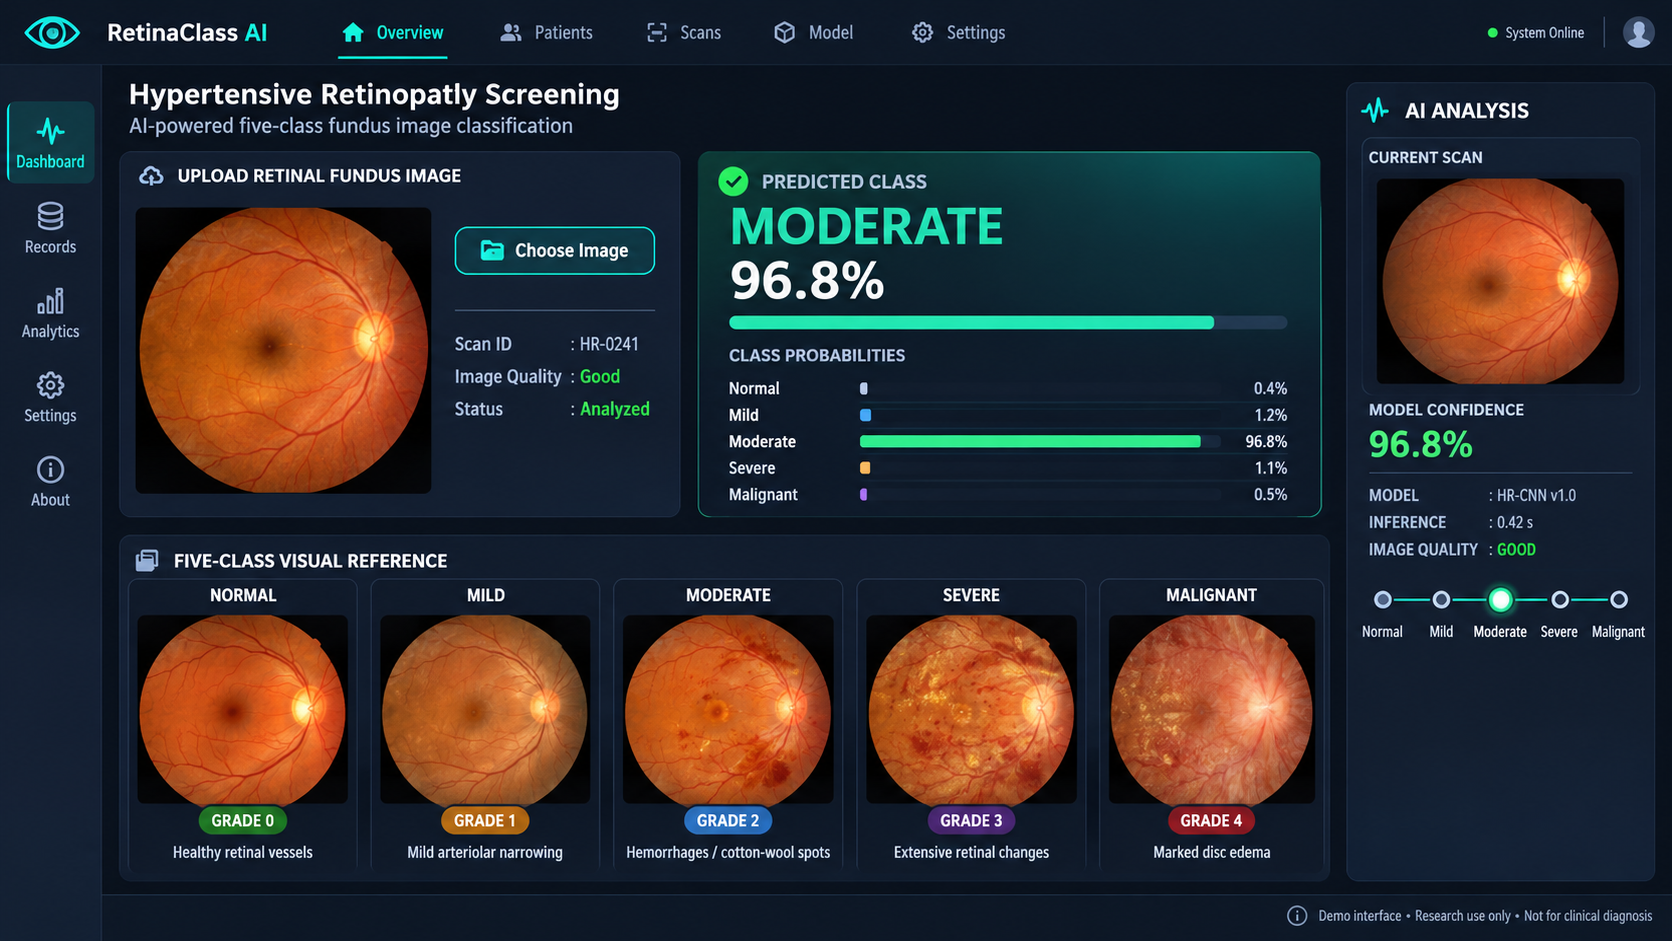 RetinaClass AI
Overview
Patients
Scans
Model
Settings
System Online
Dashboard
Records
Analytics
Settings
About
Hypertensive Retinopatly Screening
AI-powered five-class fundus image classification
UPLOAD RETINAL FUNDUS IMAGE
Choose Image
Scan ID : HR-0241
Image Quality : Good
Status : Analyzed
PREDICTED CLASS
MODERATE
96.8%
CLASS PROBABILITIES
Normal 0.4%
Mild 1.2%
Moderate 96.8%
Severe 1.1%
Malignant 0.5%
AI ANALYSIS
CURRENT SCAN
MODEL CONFIDENCE
96.8%
MODEL : HR-CNN v1.0
INFERENCE : 0.42 s
IMAGE QUALITY : GOOD
Normal Mild Moderate Severe Malignant
FIVE-CLASS VISUAL REFERENCE
NORMAL
GRADE 0
Healthy retinal vessels
MILD
GRADE 1
Mild arteriolar narrowing
MODERATE
GRADE 2
Hemorrhages / cotton-wool spots
SEVERE
GRADE 3
Extensive retinal changes
MALIGNANT
GRADE 4
Marked disc edema
Demo interface • Research use only • Not for clinical diagnosis